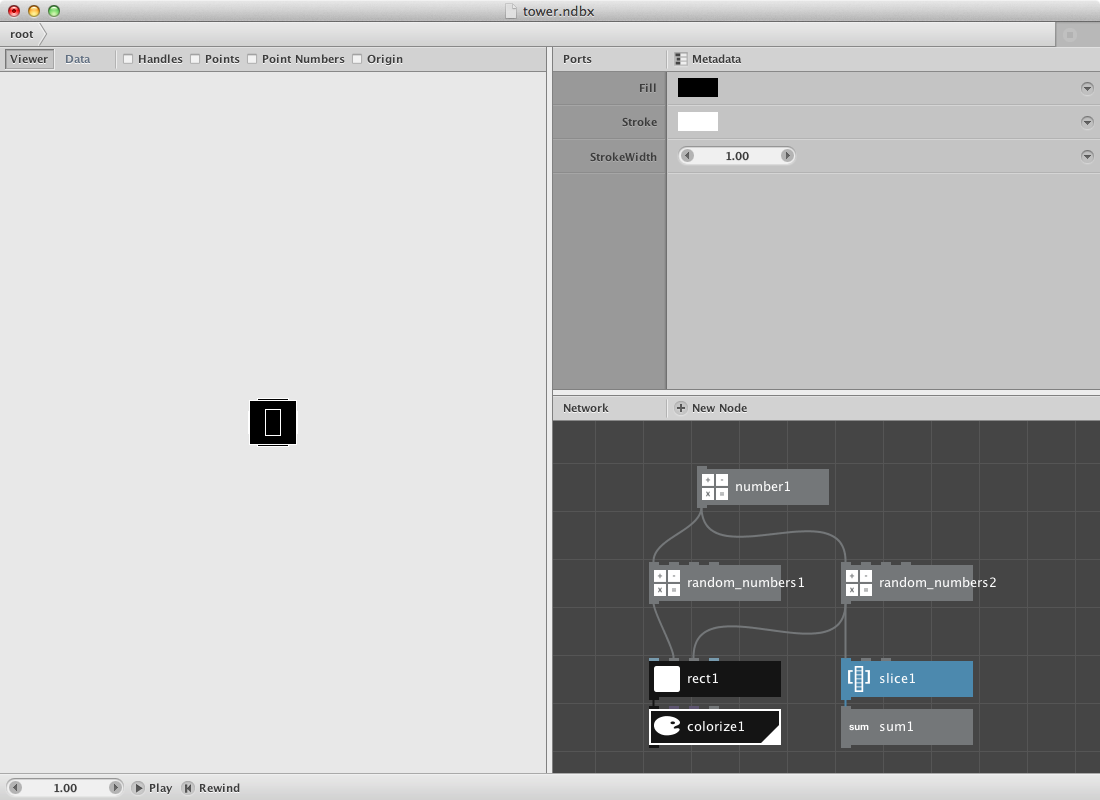 tower.ndbx
root
Viewer Data Handles Points Point Numbers Origin
Ports Metadata
Fill
Stroke
StrokeWidth 1.00
Network New Node
number1
random_numbers1 random_numbers2
rect1 slice1
colorize1 sum sum1
1.00 Play Rewind